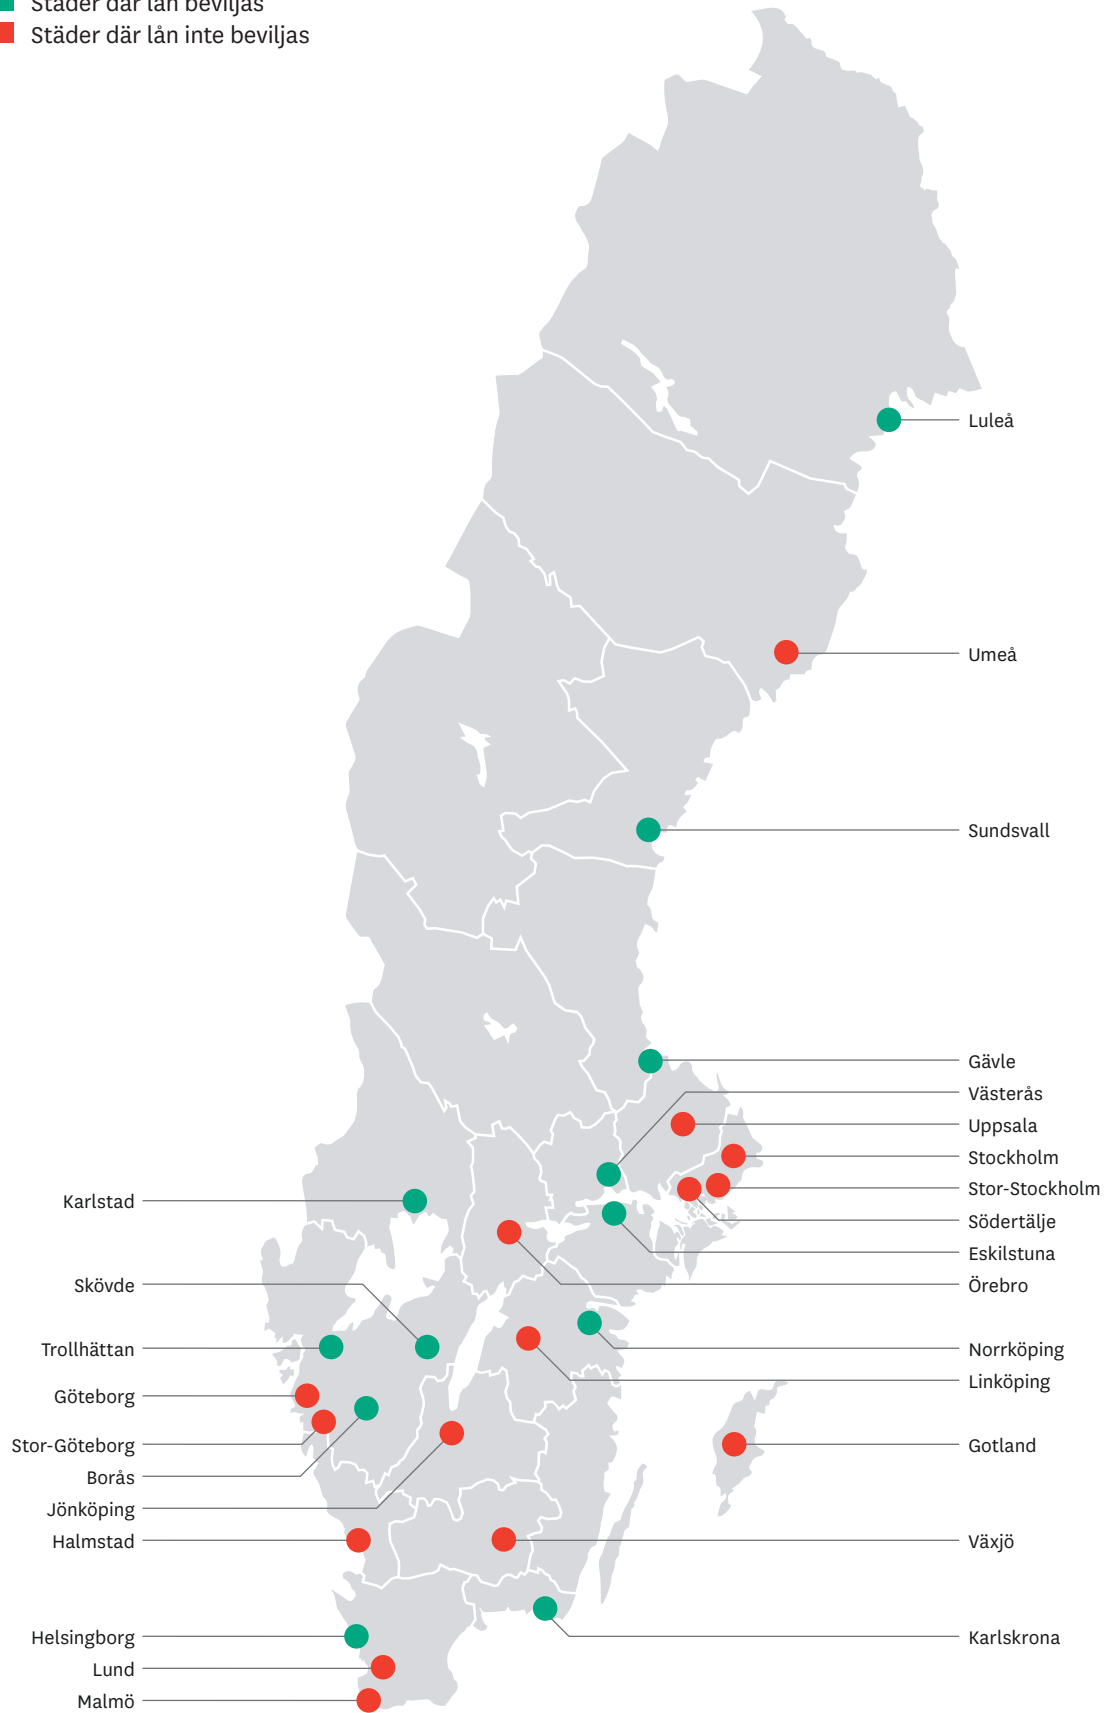 Städer där lån beviljas
Städer där lån inte beviljas
Luleå
Umeå
Sundsvall
Gävle
Västerås
Uppsala
Stockholm
Stor-Stockholm
Södertälje
Eskilstuna
Örebro
Norrköping
Linköping
Gotland
Växjö
Karlskrona
Karlstad
Skövde
Trollhättan
Göteborg
Stor-Göteborg
Borås
Jönköping
Halmstad
Helsingborg
Lund
Malmö